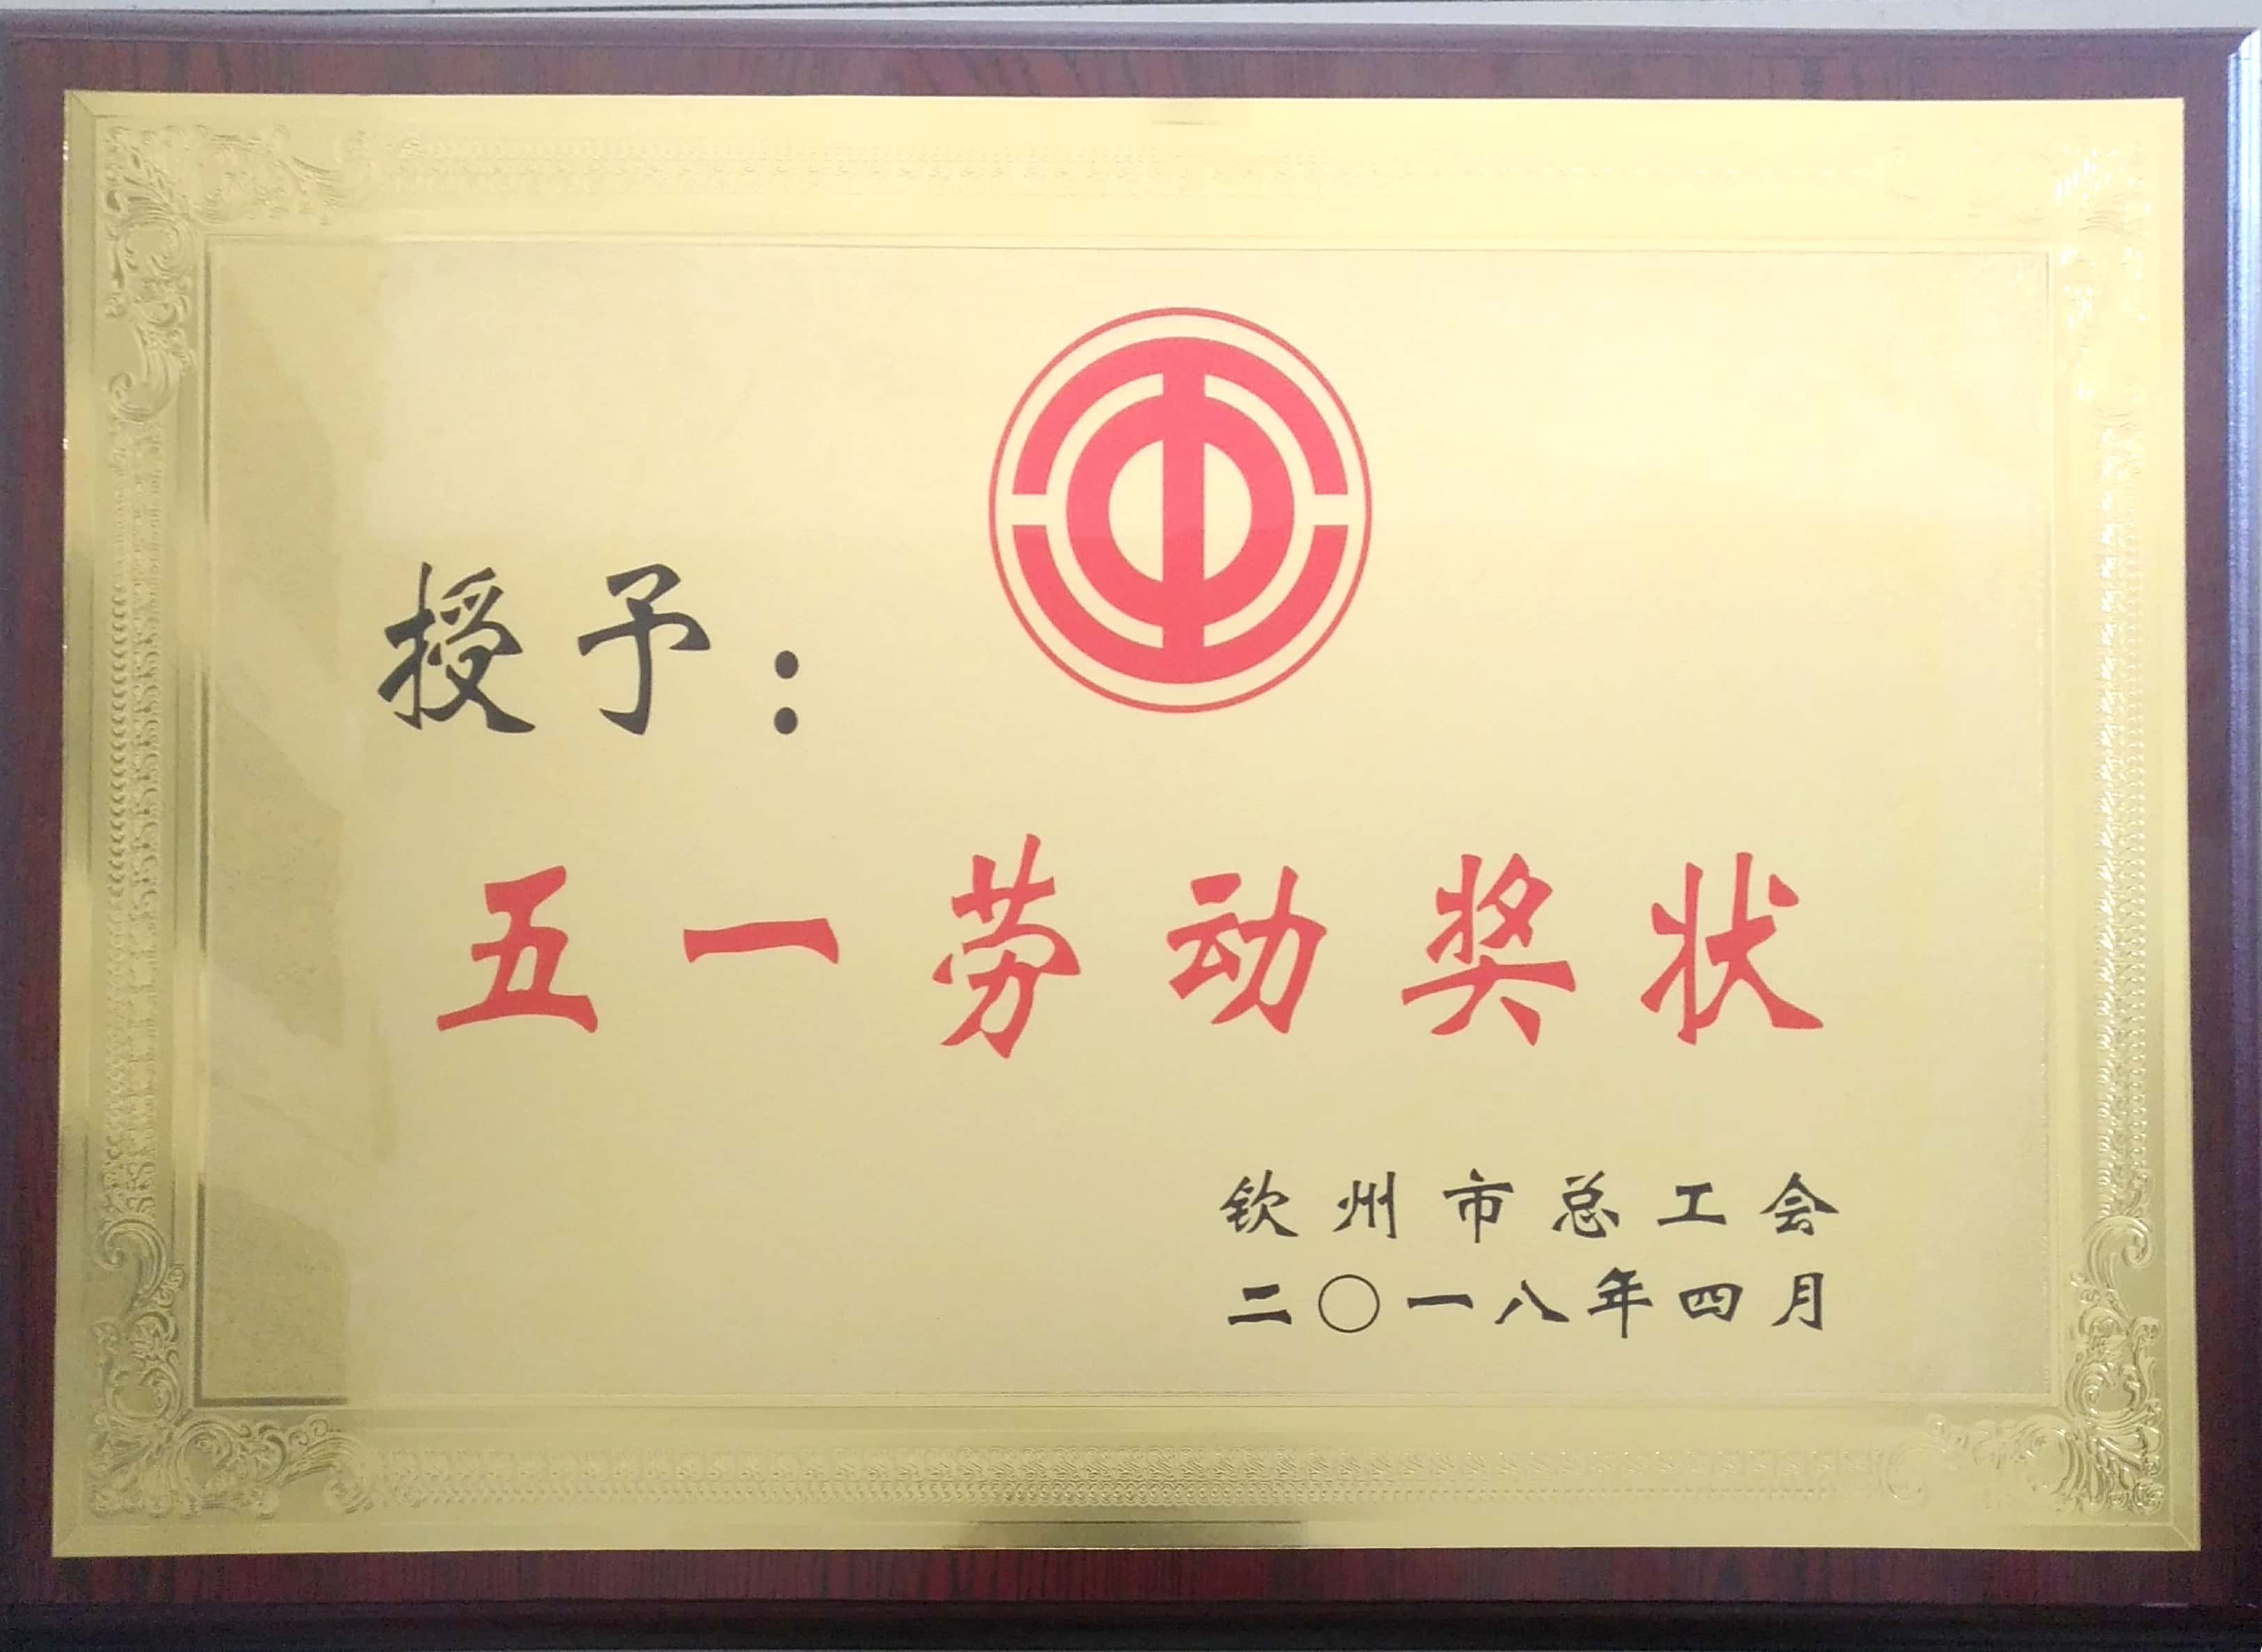 授予：
五一劳动奖状
钦州市总工会
二〇一八年四月